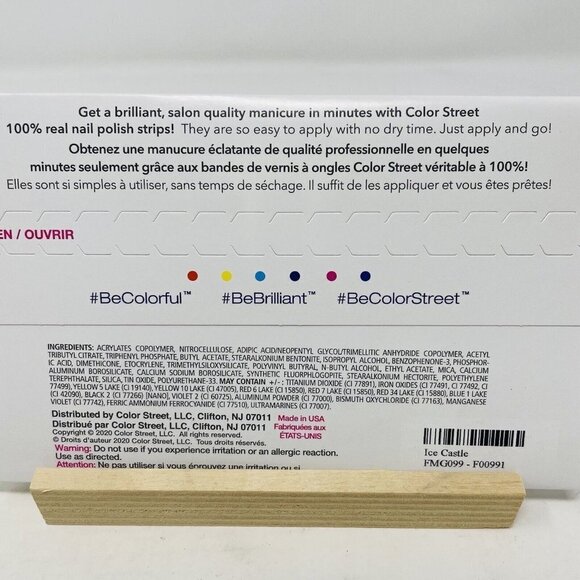 Get a brilliant, salon quality manicure in minutes with Color Street
100% real nail polish strips! They are so easy to apply with no dry time. Just apply and go!
Obtenez une manucure éclatante de qualité professionelle en quelques
minutes seulement grâce aux bandes de vernis à ongles Color Street véritable à 100%!
Elles sont si simples à utiliser, sans temps de séchage. Il suffit de les appliquer et vous êtes prêtes!
EN / OUVRIR
#BeColorful™ #BeBrilliant™ #BeColorStreet™
INGREDIENTS: ACRYLATES COPOLYMER, NITROCELLULOSE, ADIPIC ACID/NEOPENTYL GLYCOL/TRIMELLITIC ANHYDRIDE COPOLYMER, ACETYL
TRIBUTYL CITRATE, TRIPHENYL PHOSPHATE, BUTYL ACETATE, STEARALKONIUM BENTONITE, ISOPROPYL ALCOHOL, BENZOPHENONE-3, PHOSPHOR-
IC ACID, DIMETHICONE, ETOCRYLENE, TRIMETHYLSILOXYSILICATE, POLYVINYL BUTYRAL, N-BUTYL ALCOHOL, ETHYL ACETATE, MICA, CALCIUM
ALUMINUM BOROSILICATE, CALCIUM SODIUM BOROSILICATE, SYNTHETIC FLUORPHLOGOPITE, STEARALKONIUM HECTORITE, POLYETHYLENE
TEREPHTHALATE, SILICA, TIN OXIDE, POLYURETHANE-33. MAY CONTAIN +/-: TITANIUM DIOXIDE (CI 77891), IRON OXIDES (CI 77491, CI 77492, CI
77499), YELLOW 5 LAKE (CI 19140), YELLOW 10 LAKE (CI 47005), RED 6 LAKE (CI 15850), RED 7 LAKE (CI 15850), RED 34 LAKE (CI 15880), BLUE 1 LAKE
(CI 42090), BLACK 2 (CI 77266) [NANO], VIOLET 2 (CI 60725), ALUMINUM POWDER (CI 77000), BISMUTH OXYCHLORIDE (CI 77163), MANGANESE
VIOLET (CI 77742), FERRIC AMMONIUM FERROCYANIDE (CI 77510), ULTRAMARINES (CI 77007).
Distributed by Color Street, LLC, Clifton, NJ 07011
Distribué par Color Street, LLC, Clifton, NJ 07011
Copyright © 2020 Color Street, LLC. All rights reserved.
© Droits d'auteur 2020 Color Street, LLC. Tous droits réservés.
Made in USA
Fabriquées aux
ÉTATS-UNIS
Warning: Do not use if you experience irritation or an allergic reaction.
Use as directed.
Attention: Ne pas utiliser si vous éprouvez une irritation ou si
Ice Castle
FMG099 - F00991